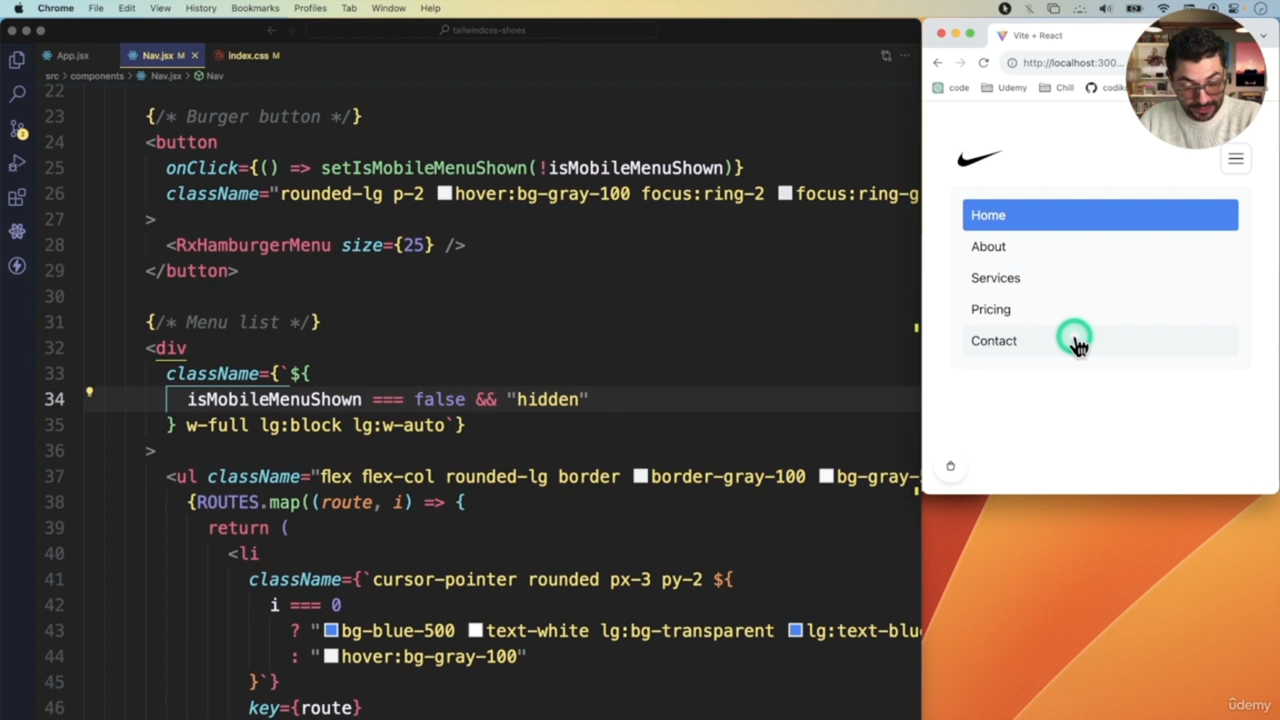 Chrome File Edit View History Bookmarks Profiles Tab Window Help
tailwindcss-shoes
App.jsx Nav.jsx M index.css M
src components Nav.jsx Nav
22
23 {/* Burger button */}
24 <button
25 onClick={() => setIsMobileMenuShown(!isMobileMenuShown)}
26 className="rounded-lg p-2 hover:bg-gray-100 focus:ring-2 focus:ring-g
27 >
28 <RxHamburgerMenu size={25} />
29 </button>
30
31 {/* Menu list */}
32 <div
33 className={`${
34 isMobileMenuShown === false && "hidden"
35 } w-full lg:block lg:w-auto`}
36 >
37 <ul className="flex flex-col rounded-lg border border-gray-100 bg-gray-
38 {ROUTES.map((route, i) => {
39 return (
40 <li
41 className={`cursor-pointer rounded px-3 py-2 ${
42 i === 0
43 ? "bg-blue-500 text-white lg:bg-transparent lg:text-blue
44 : "hover:bg-gray-100"
45 }`}
46 key={route}
2
Vite + React
http://localhost:300...
code Udemy Chill codik
Home
About
Services
Pricing
Contact
ûdemy